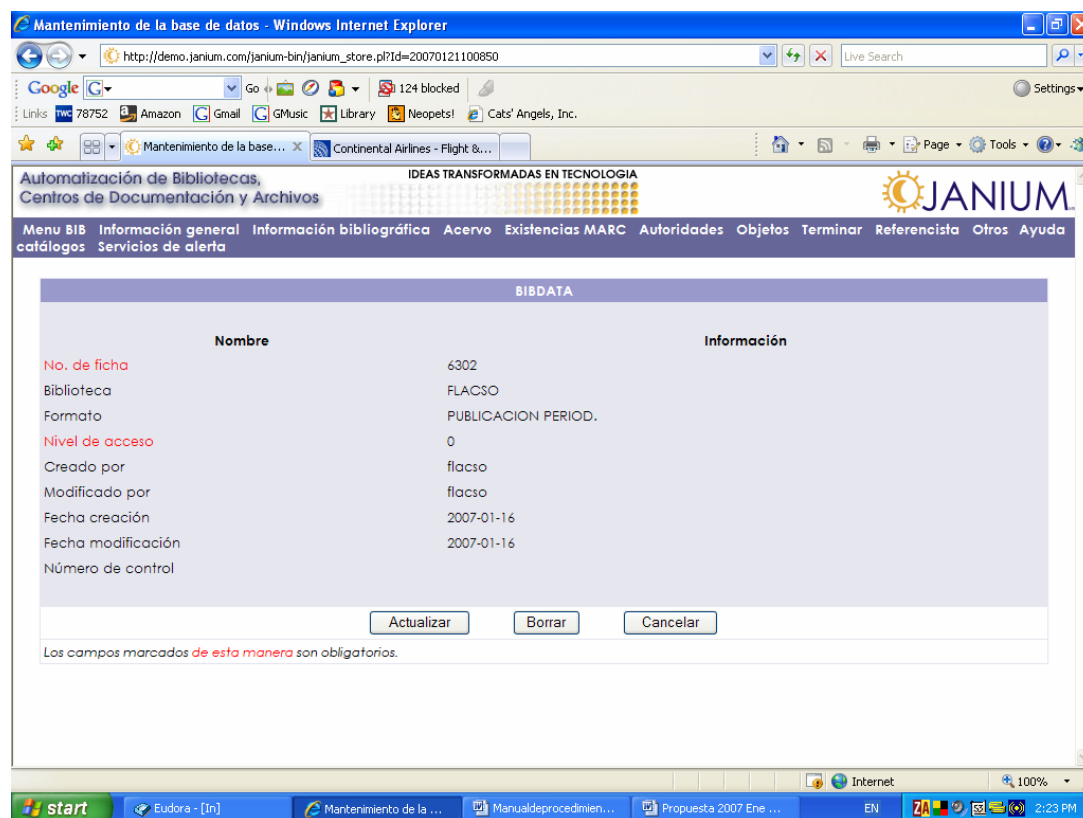 Mantenimiento de la base de datos - Windows Internet Explorer
http://demo.janium.com/janium-bin/janium_store.pl?Id=20070121100850
Live Search
Google G Go 124 blocked Settings
Links TWC 78752 Amazon Gmail GMusic Library Neopets! Cats' Angels, Inc.
Mantenimiento de la base... X Continental Airlines - Flight &... Page Tools
Automatización de Bibliotecas,
Centros de Documentación y Archivos
IDEAS TRANSFORMADAS EN TECNOLOGIA
JANIUM
Menu BIB Información general Información bibliográfica Acervo Existencias MARC Autoridades Objetos Terminar Referencista Otros Ayuda
catálogos Servicios de alerta
BIBDATA
Nombre Información
No. de ficha 6302
Biblioteca FLACSO
Formato PUBLICACION PERIOD.
Nivel de acceso 0
Creado por flacso
Modificado por flacso
Fecha creación 2007-01-16
Fecha modificación 2007-01-16
Número de control
Actualizar Borrar Cancelar
Los campos marcados de esta manera son obligatorios.
Internet 100%
start Eudora - [In] Mantenimiento de la ... Manualdeprocedimien... Propuesta 2007 Ene ... EN ZA 2:23 PM